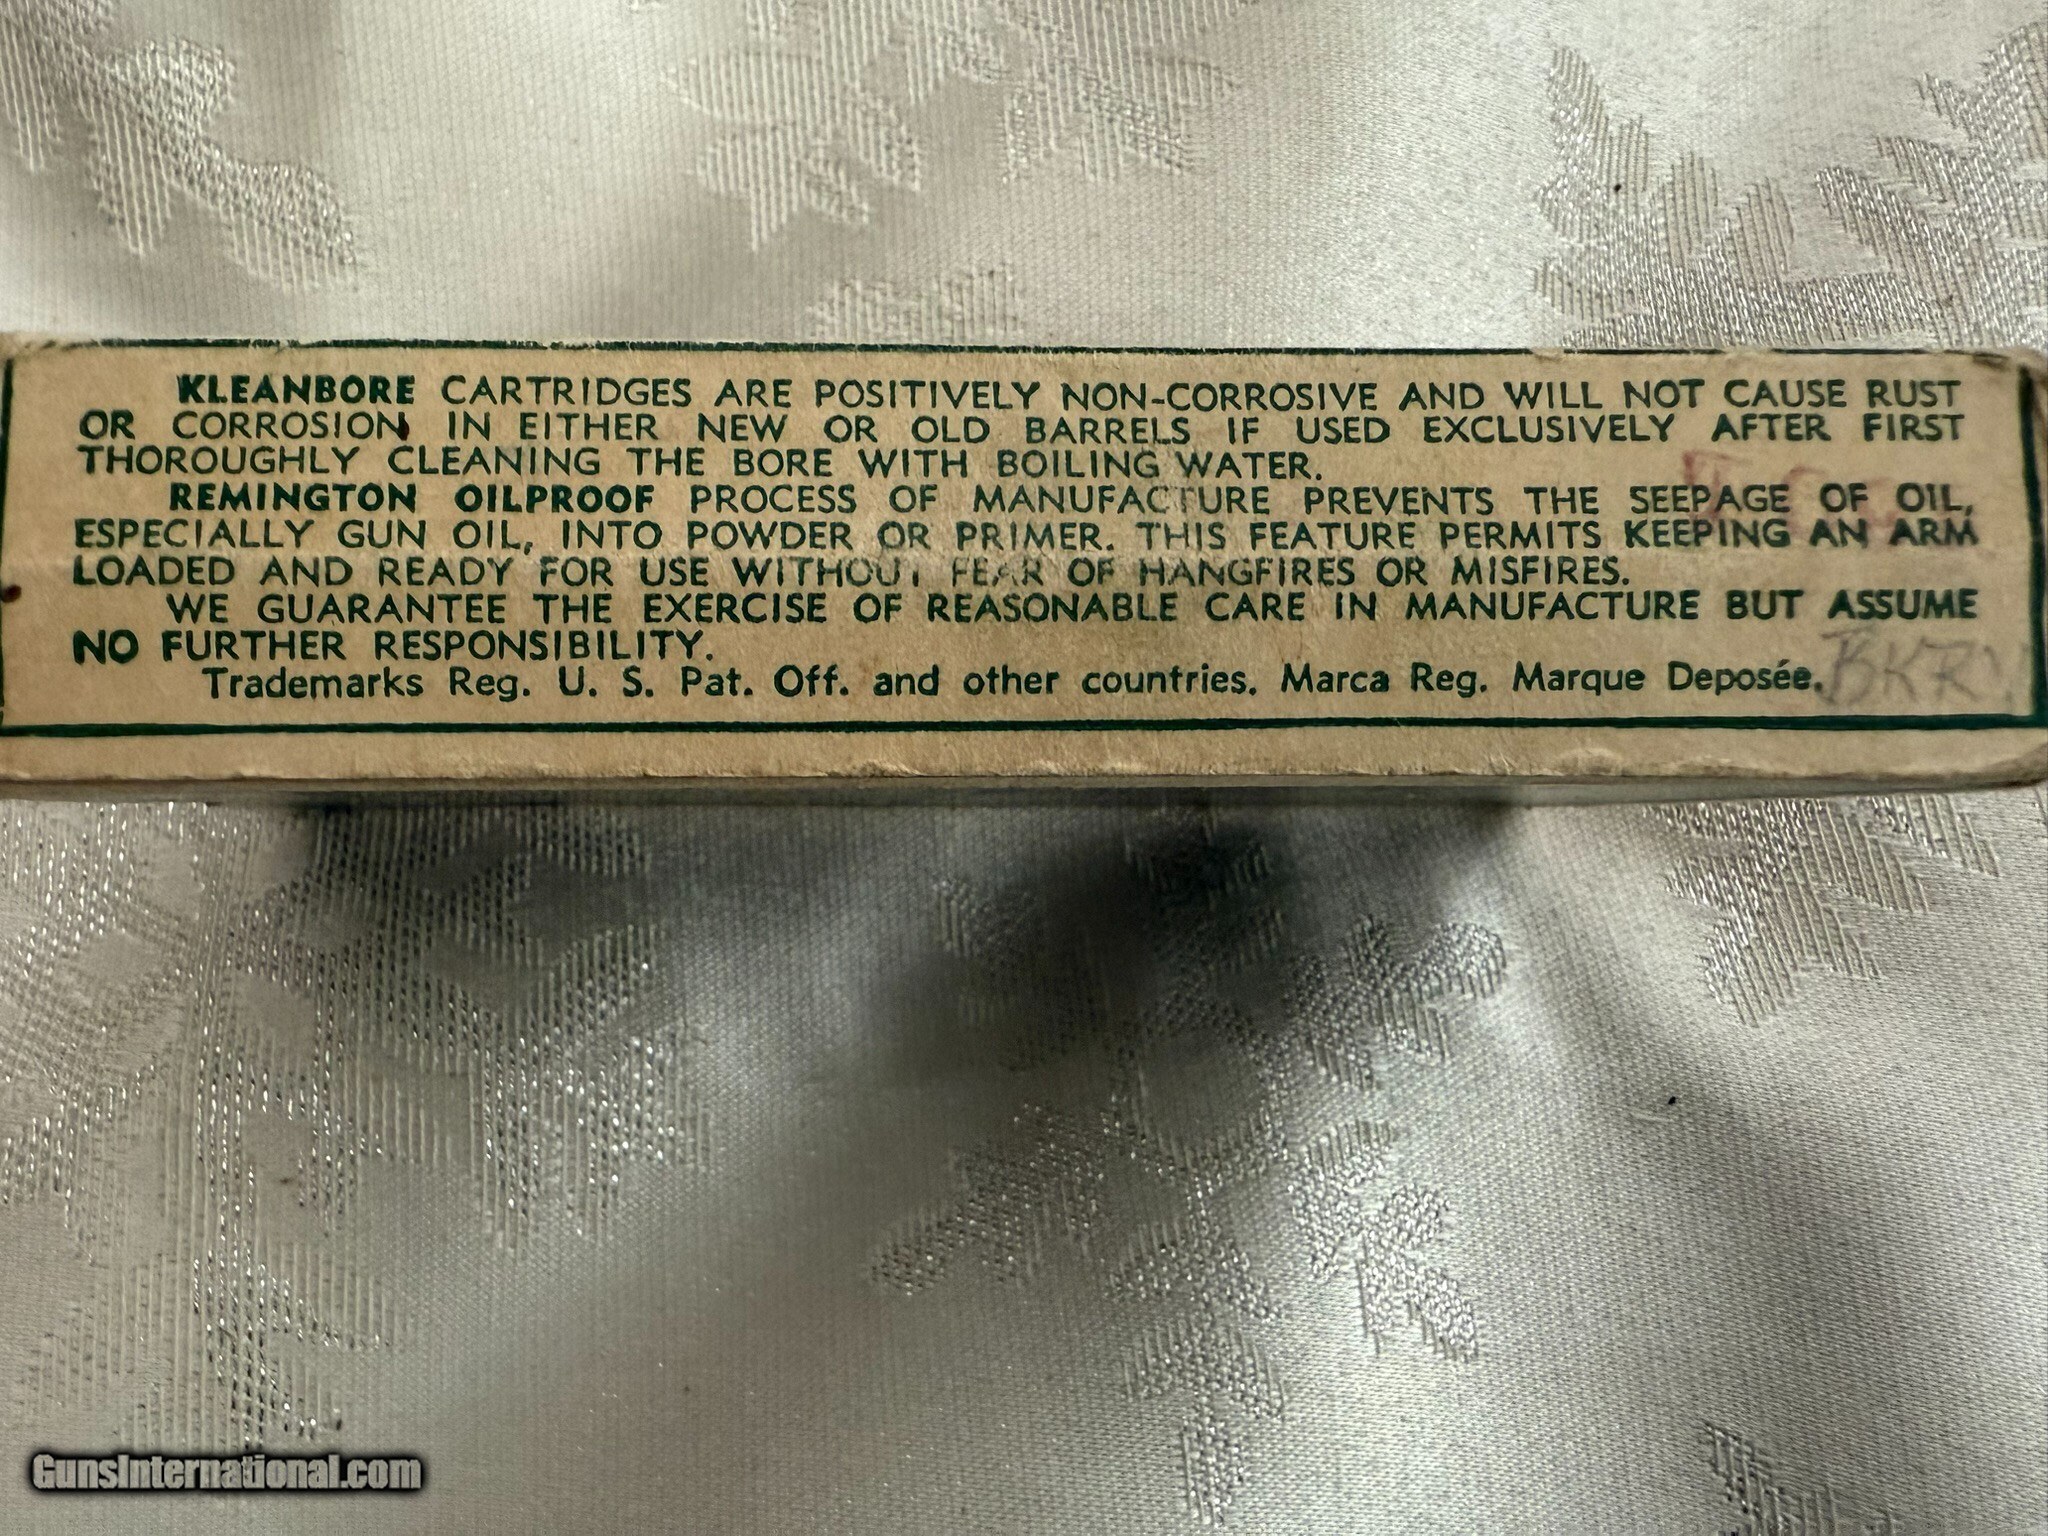 KLEANBORE CARTRIDGES ARE POSITIVELY NON-CORROSIVE AND WILL NOT CAUSE RUST
OR CORROSION IN EITHER NEW OR OLD BARRELS IF USED EXCLUSIVELY AFTER FIRST
THOROUGHLY CLEANING THE BORE WITH BOILING WATER.
REMINGTON OILPROOF PROCESS OF MANUFACTURE PREVENTS THE SEEPAGE OF OIL,
ESPECIALLY GUN OIL, INTO POWDER OR PRIMER. THIS FEATURE PERMITS KEEPING AN ARM
LOADED AND READY FOR USE WITHOUT FEAR OF HANGFIRES OR MISFIRES.
WE GUARANTEE THE EXERCISE OF REASONABLE CARE IN MANUFACTURE BUT ASSUME
NO FURTHER RESPONSIBILITY.
Trademarks Reg. U. S. Pat. Off. and other countries. Marca Reg. Marque Deposée.
GunsInternational.com